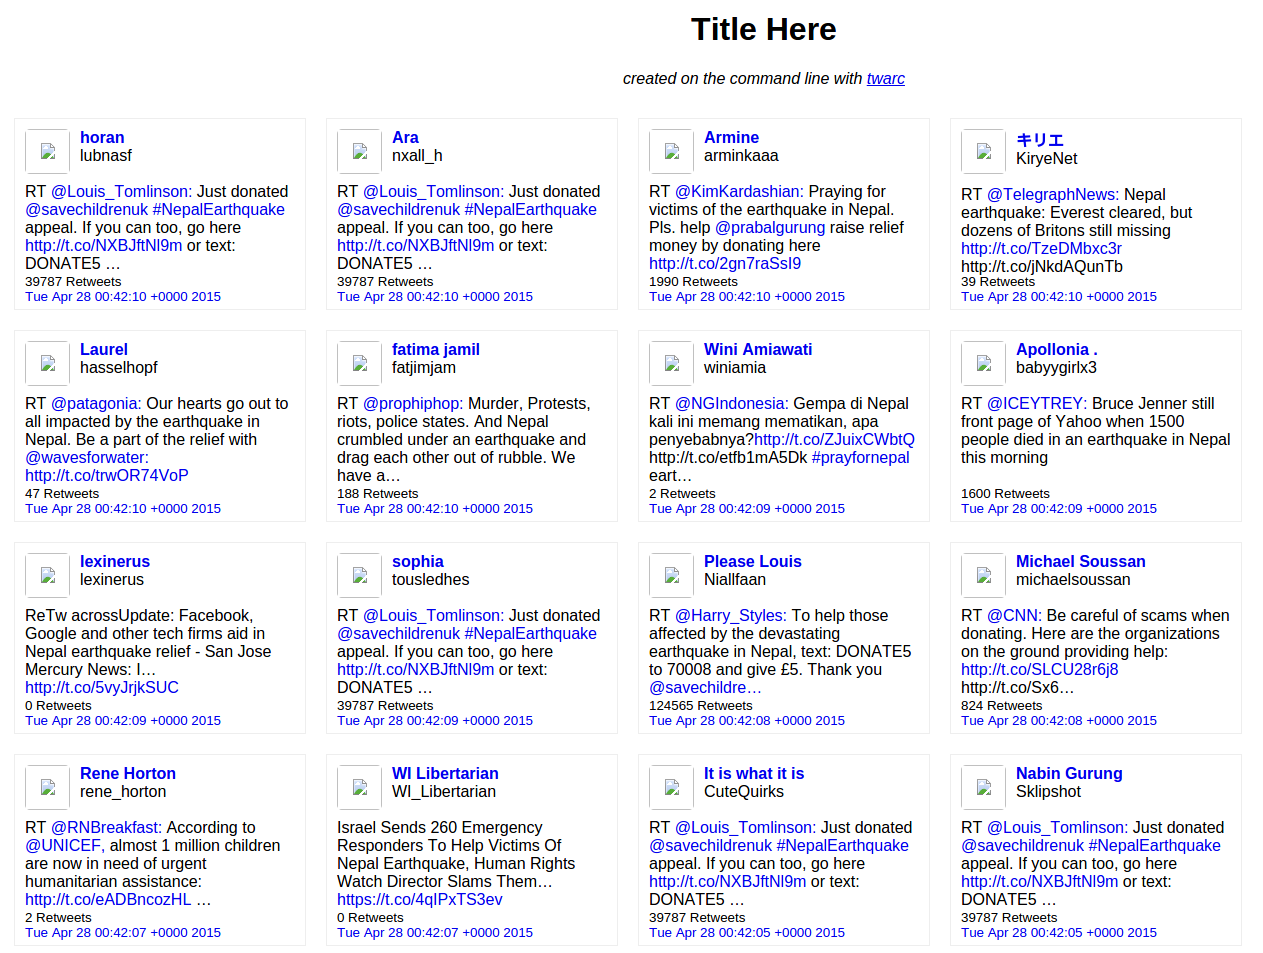 Title Here
created on the command line with twarc
horan
lubnasf
RT @Louis_Tomlinson: Just donated
@savechildrenuk #NepalEarthquake
appeal. If you can too, go here
http://t.co/NXBJftNl9m or text:
DONATE5 …
39787 Retweets
Tue Apr 28 00:42:10 +0000 2015
Ara
nxall_h
RT @Louis_Tomlinson: Just donated
@savechildrenuk #NepalEarthquake
appeal. If you can too, go here
http://t.co/NXBJftNl9m or text:
DONATE5 …
39787 Retweets
Tue Apr 28 00:42:10 +0000 2015
Armine
arminkaaa
RT @KimKardashian: Praying for
victims of the earthquake in Nepal.
Pls. help @prabalgurung raise relief
money by donating here
http://t.co/2gn7raSsI9
1990 Retweets
Tue Apr 28 00:42:10 +0000 2015
キリエ
KiryeNet
RT @TelegraphNews: Nepal
earthquake: Everest cleared, but
dozens of Britons still missing
http://t.co/TzeDMbxc3r
http://t.co/jNkdAQunTb
39 Retweets
Tue Apr 28 00:42:10 +0000 2015
Laurel
hasselhopf
RT @patagonia: Our hearts go out to
all impacted by the earthquake in
Nepal. Be a part of the relief with
@wavesforwater:
http://t.co/trwOR74VoP
47 Retweets
Tue Apr 28 00:42:10 +0000 2015
fatima jamil
fatjimjam
RT @prophiphop: Murder, Protests,
riots, police states. And Nepal
crumbled under an earthquake and
drag each other out of rubble. We
have a…
188 Retweets
Tue Apr 28 00:42:10 +0000 2015
Wini Amiawati
winiamia
RT @NGIndonesia: Gempa di Nepal
kali ini memang mematikan, apa
penyebabnya?http://t.co/ZJuixCWbtQ
http://t.co/etfb1mA5Dk #prayfornepal
eart…
2 Retweets
Tue Apr 28 00:42:09 +0000 2015
Apollonia .
babyygirlx3
RT @ICEYTREY: Bruce Jenner still
front page of Yahoo when 1500
people died in an earthquake in Nepal
this morning
1600 Retweets
Tue Apr 28 00:42:09 +0000 2015
lexinerus
lexinerus
ReTw acrossUpdate: Facebook,
Google and other tech firms aid in
Nepal earthquake relief - San Jose
Mercury News: I…
http://t.co/5vyJrjkSUC
0 Retweets
Tue Apr 28 00:42:09 +0000 2015
sophia
tousledhes
RT @Louis_Tomlinson: Just donated
@savechildrenuk #NepalEarthquake
appeal. If you can too, go here
http://t.co/NXBJftNl9m or text:
DONATE5 …
39787 Retweets
Tue Apr 28 00:42:09 +0000 2015
Please Louis
Niallfaan
RT @Harry_Styles: To help those
affected by the devastating
earthquake in Nepal, text: DONATE5
to 70008 and give £5. Thank you
@savechildre…
124565 Retweets
Tue Apr 28 00:42:08 +0000 2015
Michael Soussan
michaelsoussan
RT @CNN: Be careful of scams when
donating. Here are the organizations
on the ground providing help:
http://t.co/SLCU28r6j8
http://t.co/Sx6…
824 Retweets
Tue Apr 28 00:42:08 +0000 2015
Rene Horton
rene_horton
RT @RNBreakfast: According to
@UNICEF, almost 1 million children
are now in need of urgent
humanitarian assistance:
http://t.co/eADBncozHL …
2 Retweets
Tue Apr 28 00:42:07 +0000 2015
WI Libertarian
WI_Libertarian
Israel Sends 260 Emergency
Responders To Help Victims Of
Nepal Earthquake, Human Rights
Watch Director Slams Them…
https://t.co/4qIPxTS3ev
0 Retweets
Tue Apr 28 00:42:07 +0000 2015
It is what it is
CuteQuirks
RT @Louis_Tomlinson: Just donated
@savechildrenuk #NepalEarthquake
appeal. If you can too, go here
http://t.co/NXBJftNl9m or text:
DONATE5 …
39787 Retweets
Tue Apr 28 00:42:05 +0000 2015
Nabin Gurung
Sklipshot
RT @Louis_Tomlinson: Just donated
@savechildrenuk #NepalEarthquake
appeal. If you can too, go here
http://t.co/NXBJftNl9m or text:
DONATE5 …
39787 Retweets
Tue Apr 28 00:42:05 +0000 2015